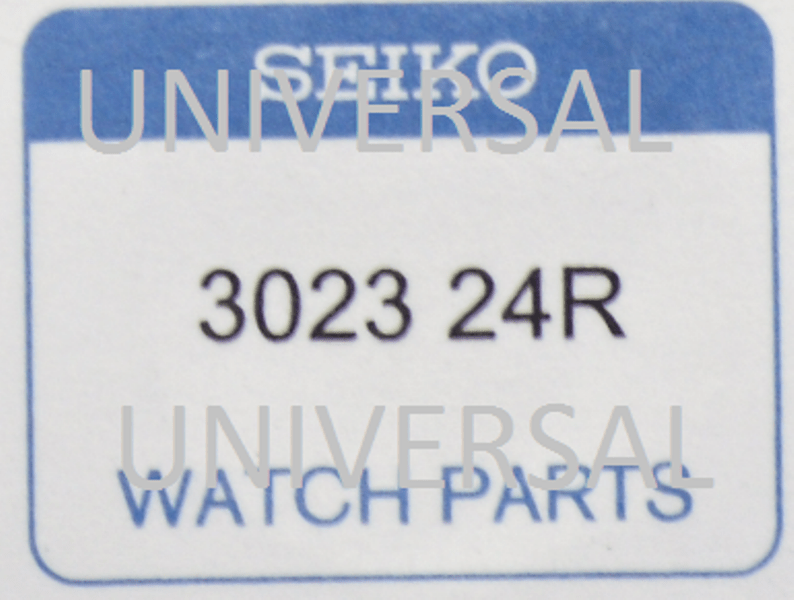 SEIKO
UNIVERSAL
3023 24R
UNIVERSAL
WATCH PARTS